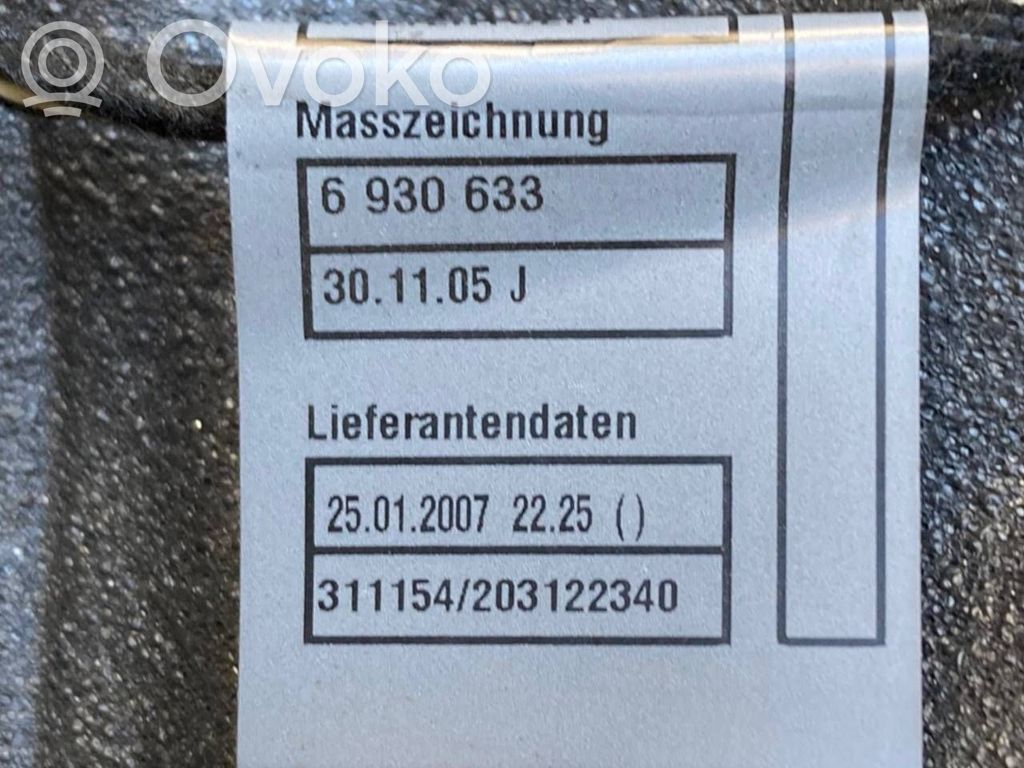 Ovoko
Masszeichnung
6 930 633
30.11.05 J
Lieferantendaten
25.01.2007 22.25 ()
311154/203122340